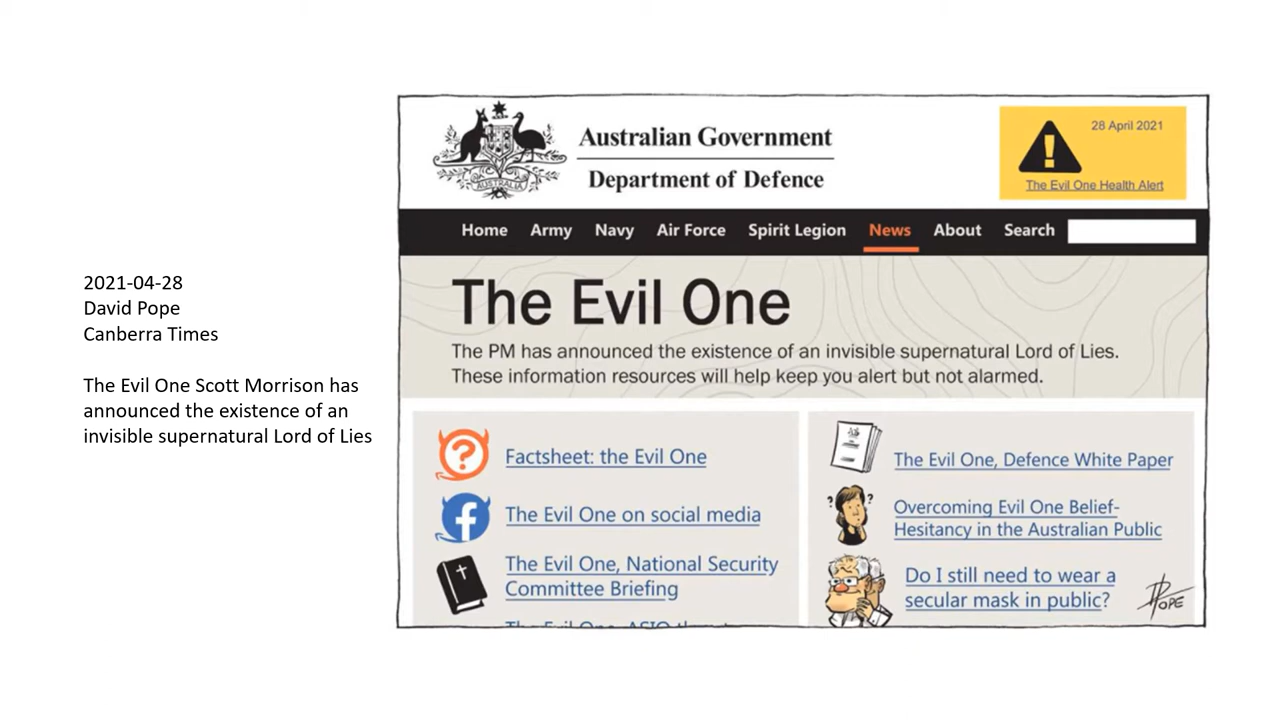 2021-04-28
David Pope
Canberra Times
The Evil One Scott Morrison has
announced the existence of an
invisible supernatural Lord of Lies
AUSTRALIA
Australian Government
Department of Defence
28 April 2021
The Evil One Health Alert
Home Army Navy Air Force Spirit Legion News About Search
The Evil One
The PM has announced the existence of an invisible supernatural Lord of Lies.
These information resources will help keep you alert but not alarmed.
Factsheet: the Evil One
The Evil One on social media
The Evil One, National Security
Committee Briefing
The Evil One, ASIO
The Evil One, Defence White Paper
Overcoming Evil One Belief-
Hesitancy in the Australian Public
Do I still need to wear a
secular mask in public?
POPE